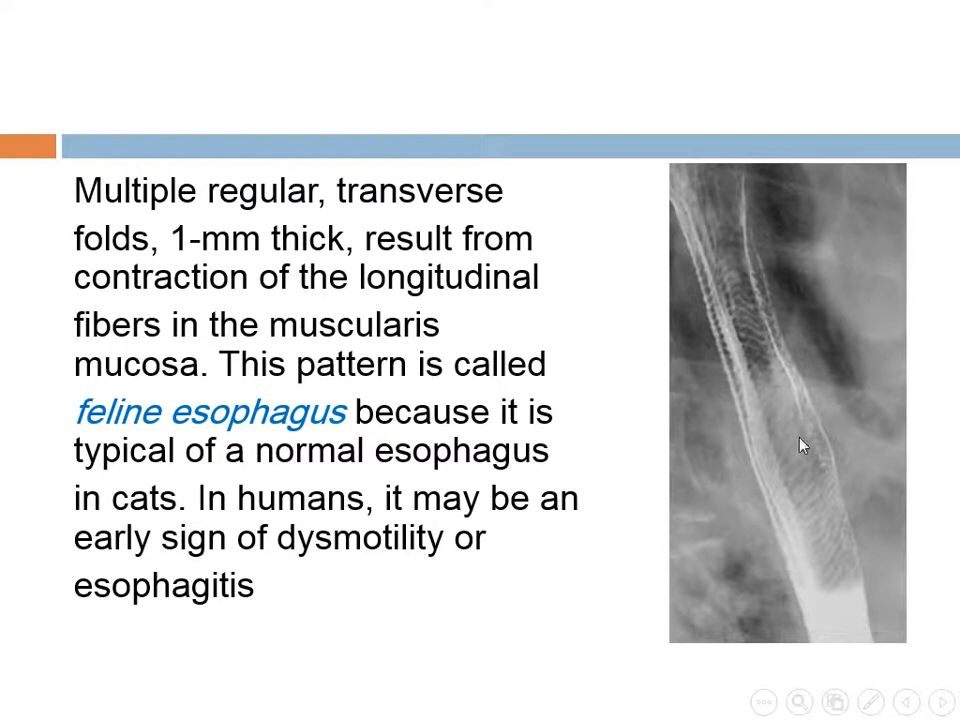 Multiple regular, transverse
folds, 1-mm thick, result from
contraction of the longitudinal
fibers in the muscularis
mucosa. This pattern is called
feline esophagus because it is
typical of a normal esophagus
in cats. In humans, it may be an
early sign of dysmotility or
esophagitis